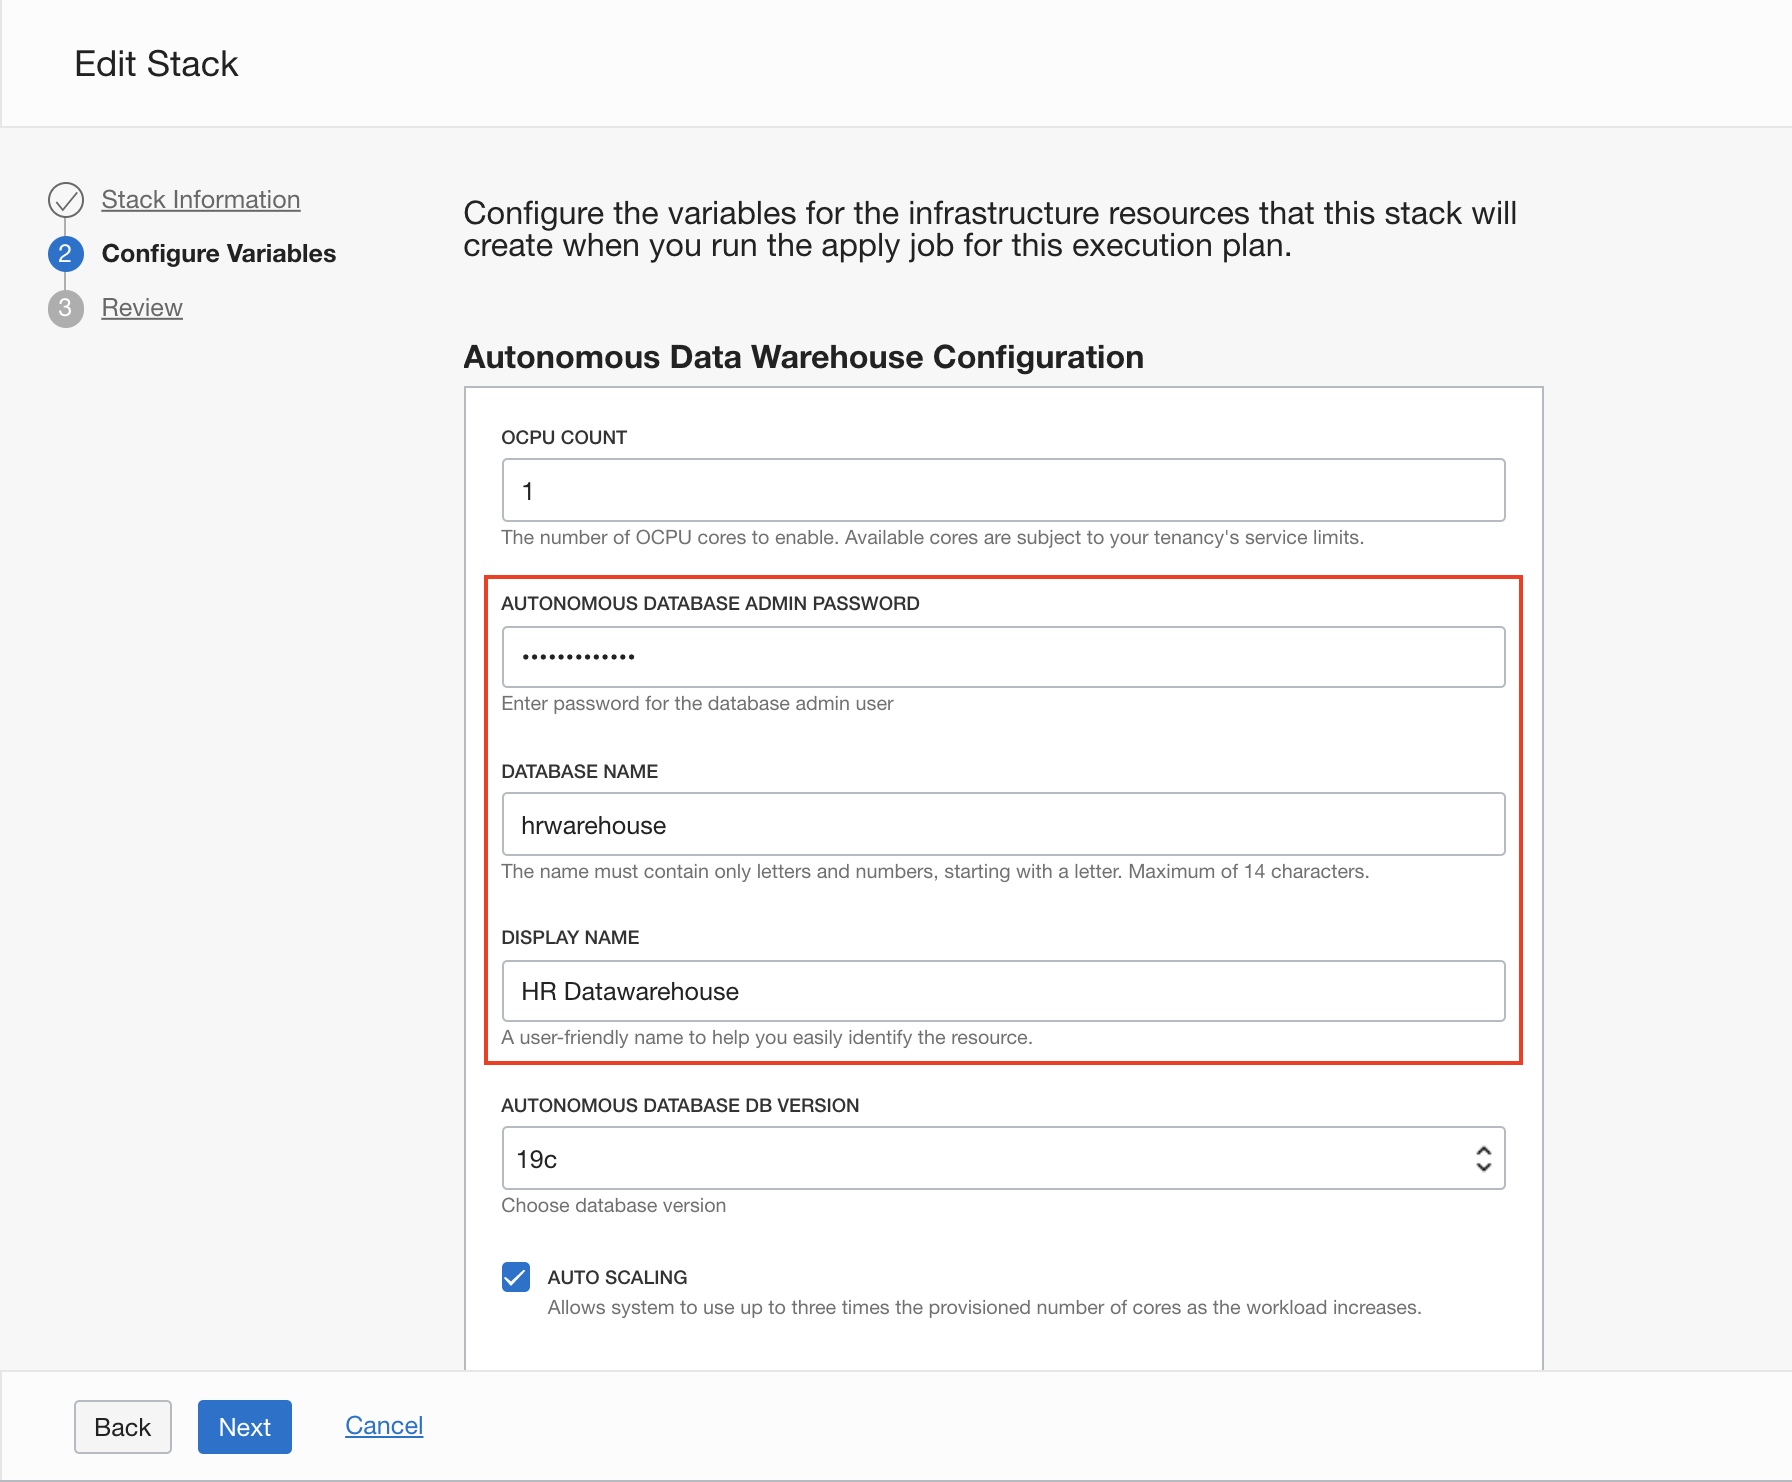 Edit Stack
Stack Information
2 Configure Variables
3 Review
Configure the variables for the infrastructure resources that this stack will
create when you run the apply job for this execution plan.
Autonomous Data Warehouse Configuration
OCPU COUNT
1
The number of OCPU cores to enable. Available cores are subject to your tenancy's service limits.
AUTONOMOUS DATABASE ADMIN PASSWORD
•••••••••••••
Enter password for the database admin user
DATABASE NAME
hrwarehouse
The name must contain only letters and numbers, starting with a letter. Maximum of 14 characters.
DISPLAY NAME
HR Datawarehouse
A user-friendly name to help you easily identify the resource.
AUTONOMOUS DATABASE DB VERSION
19c
Choose database version
AUTO SCALING
Allows system to use up to three times the provisioned number of cores as the workload increases.
Back Next Cancel